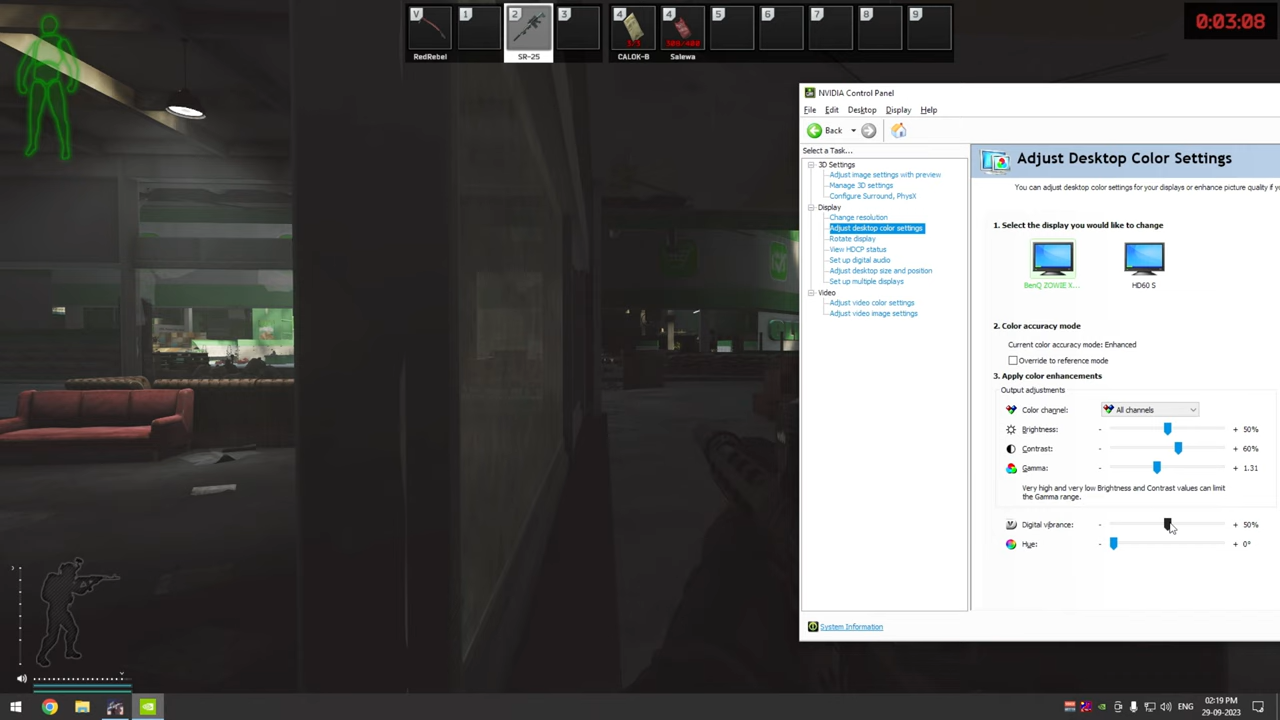 V
1
2
3
4
4
5
6
7
8
9
3/3
RedRebel
SR-25
CALOK-B
Salewa
0:03:08
NVIDIA Control Panel
File Edit Desktop Display Help
Back
Select a Task...
3D Settings
Adjust image settings with preview
Manage 3D settings
Configure Surround, PhysX
Display
Change resolution
Adjust desktop color settings
Rotate display
View HDCP status
Set up digital audio
Adjust desktop size and position
Set up multiple displays
Video
Adjust video color settings
Adjust video image settings
System Information
Adjust Desktop Color Settings
You can adjust desktop color settings for your displays or enhance picture quality if
1. Select the display you would like to change
BenQ ZOWIE X...
HD60 S
2. Color accuracy mode
Current color accuracy mode: Enhanced
Override to reference mode
3. Apply color enhancements
Output adjustments
Color channel: All channels
Brightness: - + 50%
Contrast: - + 60%
Gamma: - + 1.31
Very high and very low Brightness and Contrast values can limit
the Gamma range.
Digital vibrance: - + 50%
Hue: - + 0°
ENG
02:19 PM
29-09-2023